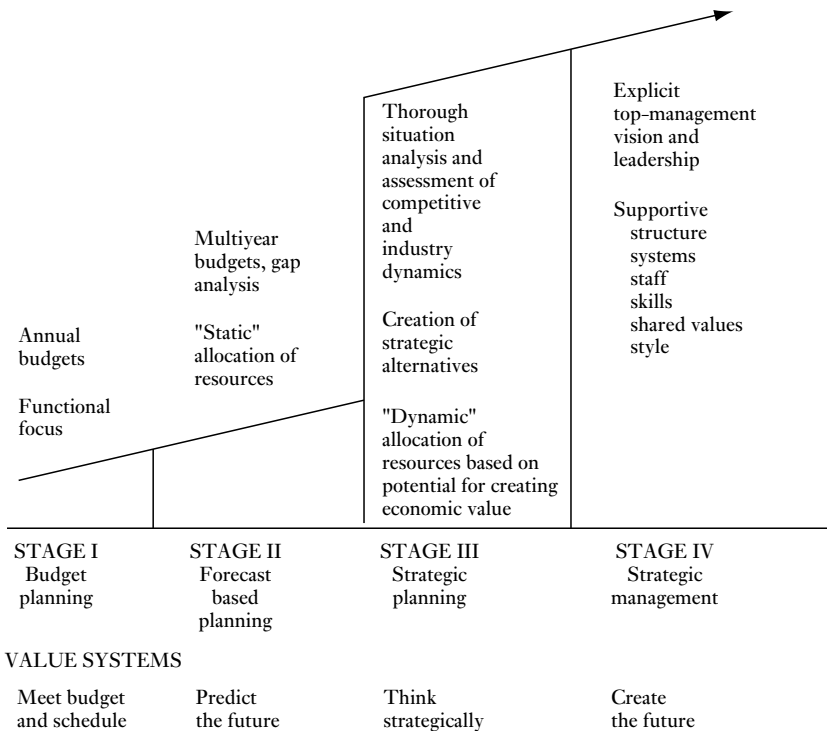 Annual
budgets
Functional
focus
Multiyear
budgets, gap
analysis
"Static"
allocation of
resources
Thorough
situation
analysis and
assessment of
competitive
and
industry
dynamics
Creation of
strategic
alternatives
"Dynamic"
allocation of
resources based on
potential for creating
economic value
Explicit
top-management
vision and
leadership
Supportive
structure
systems
staff
skills
shared values
style
STAGE I
Budget
planning
STAGE II
Forecast
based
planning
STAGE III
Strategic
planning
STAGE IV
Strategic
management
VALUE SYSTEMS
Meet budget
and schedule
Predict
the future
Think
strategically
Create
the future